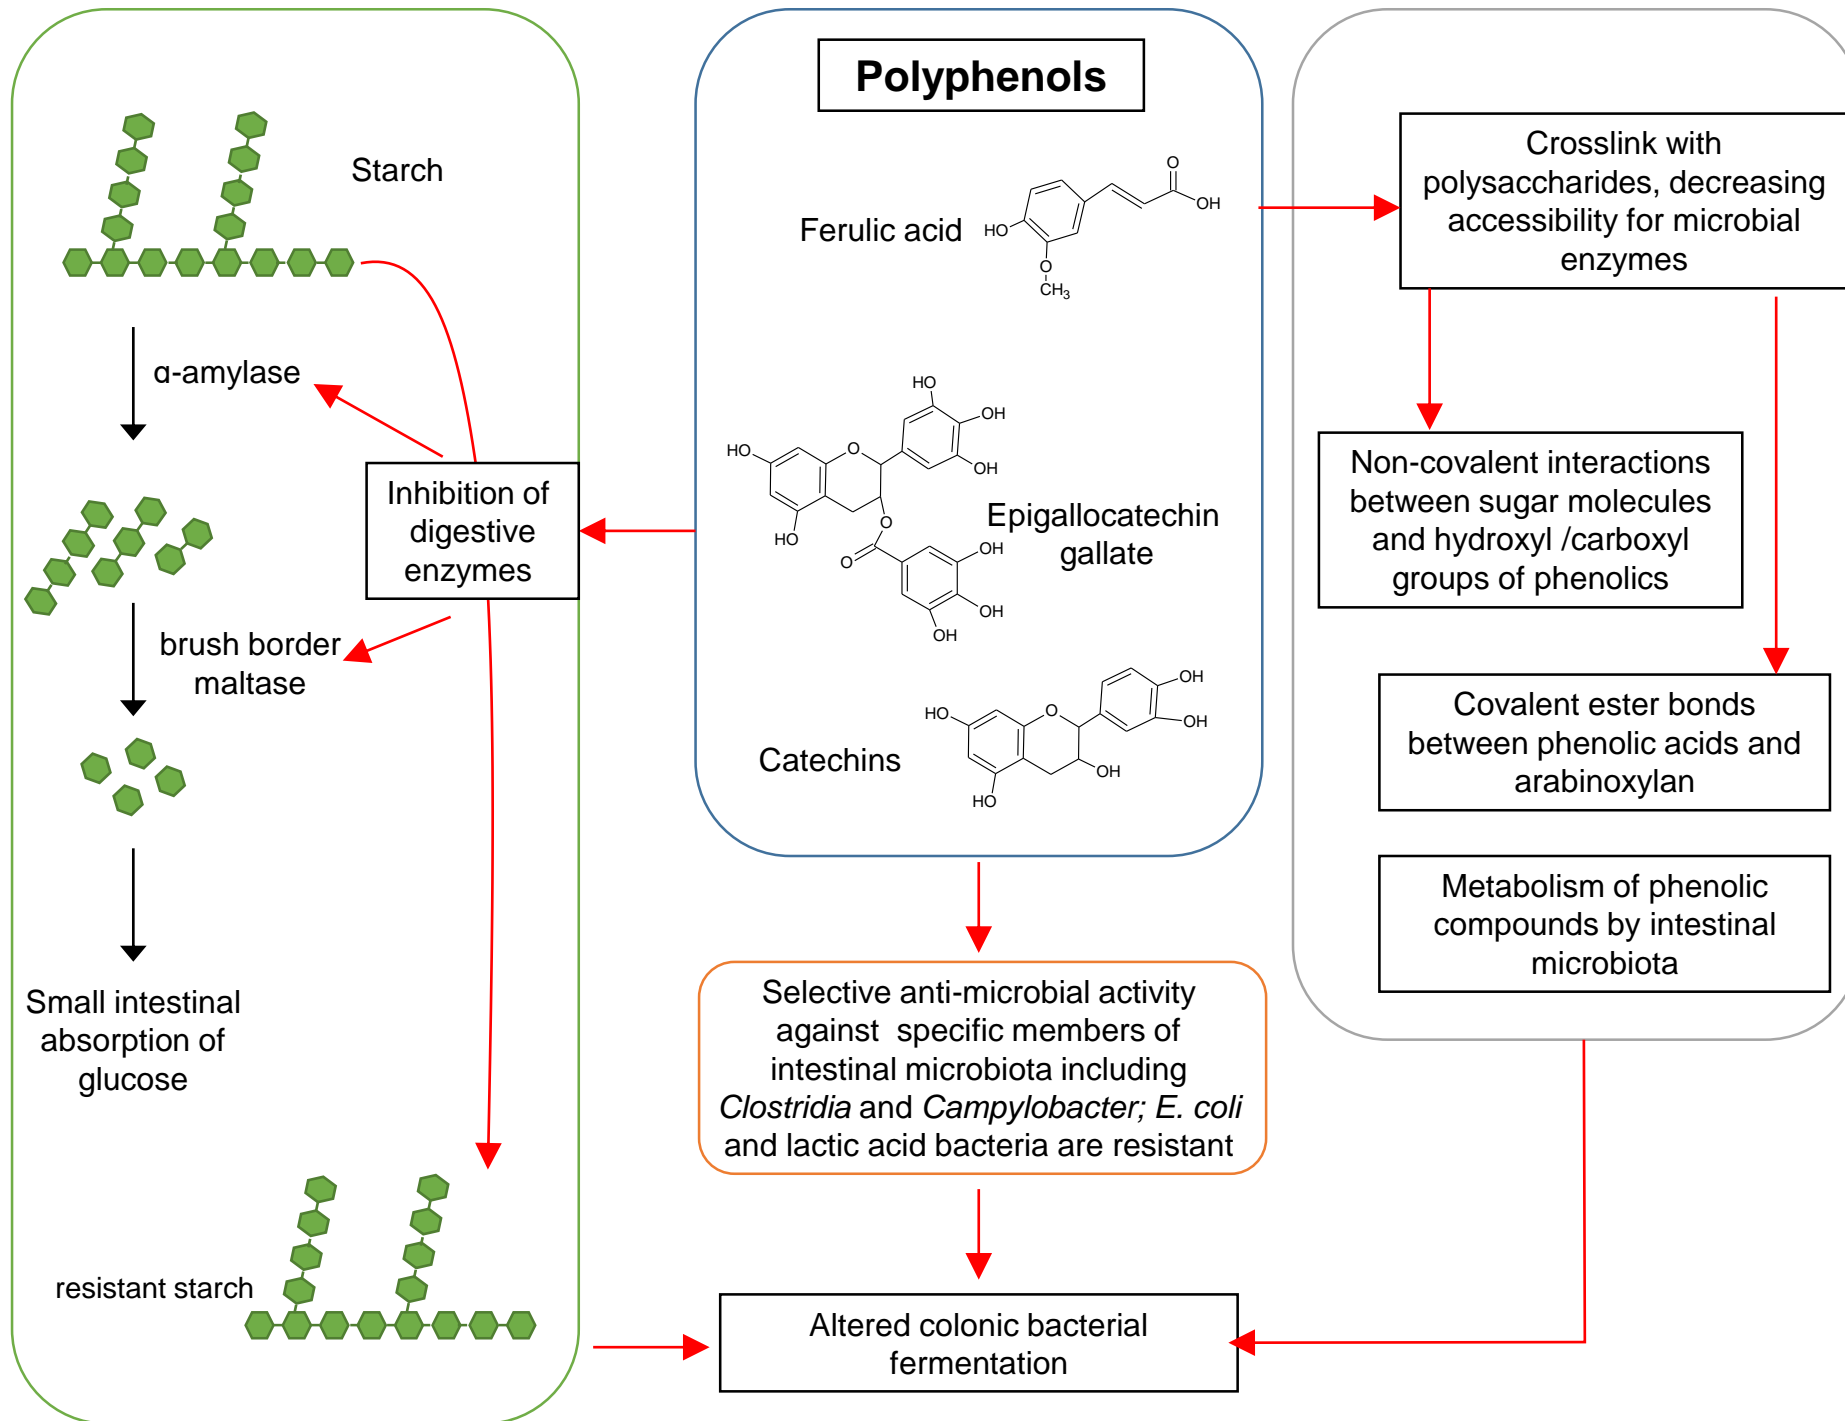 Polyphenols
Starch
α-amylase
Inhibition of
digestive
enzymes
brush border
maltase
Small intestinal
absorption of
glucose
resistant starch
Ferulic acid
O
OH
HO
O
CH3
HO
OH
OH
HO
O
HO
O
O
OH
OH
OH
Epigallocatechin
gallate
Catechins
OH
OH
HO
O
OH
HO
Selective anti-microbial activity
against specific members of
intestinal microbiota including
Clostridia and Campylobacter; E. coli
and lactic acid bacteria are resistant
Altered colonic bacterial
fermentation
Crosslink with
polysaccharides, decreasing
accessibility for microbial
enzymes
Non-covalent interactions
between sugar molecules
and hydroxyl /carboxyl
groups of phenolics
Covalent ester bonds
between phenolic acids and
arabinoxylan
Metabolism of phenolic
compounds by intestinal
microbiota